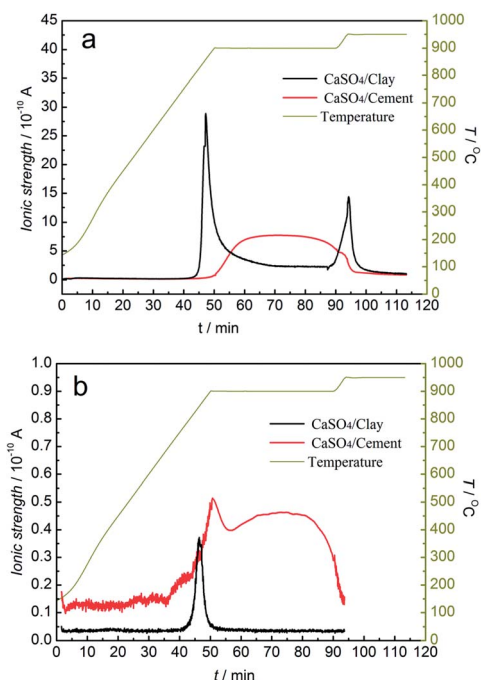 a
45
40
35
30
25
20
15
10
5
0
Ionic strength / 10⁻¹⁰ A
CaSO₄/Clay
CaSO₄/Cement
Temperature
1000
900
800
700
600
500
400
300
200
100
0
T / ᴼC
0 10 20 30 40 50 60 70 80 90 100 110 120
t / min
b
1.0
0.9
0.8
0.7
0.6
0.5
0.4
0.3
0.2
0.1
0.0
Ionic strength / 10⁻¹⁰ A
CaSO₄/Clay
CaSO₄/Cement
Temperature
1000
900
800
700
600
500
400
300
200
100
0
T / ᴼC
0 10 20 30 40 50 60 70 80 90 100 110 120
t / min